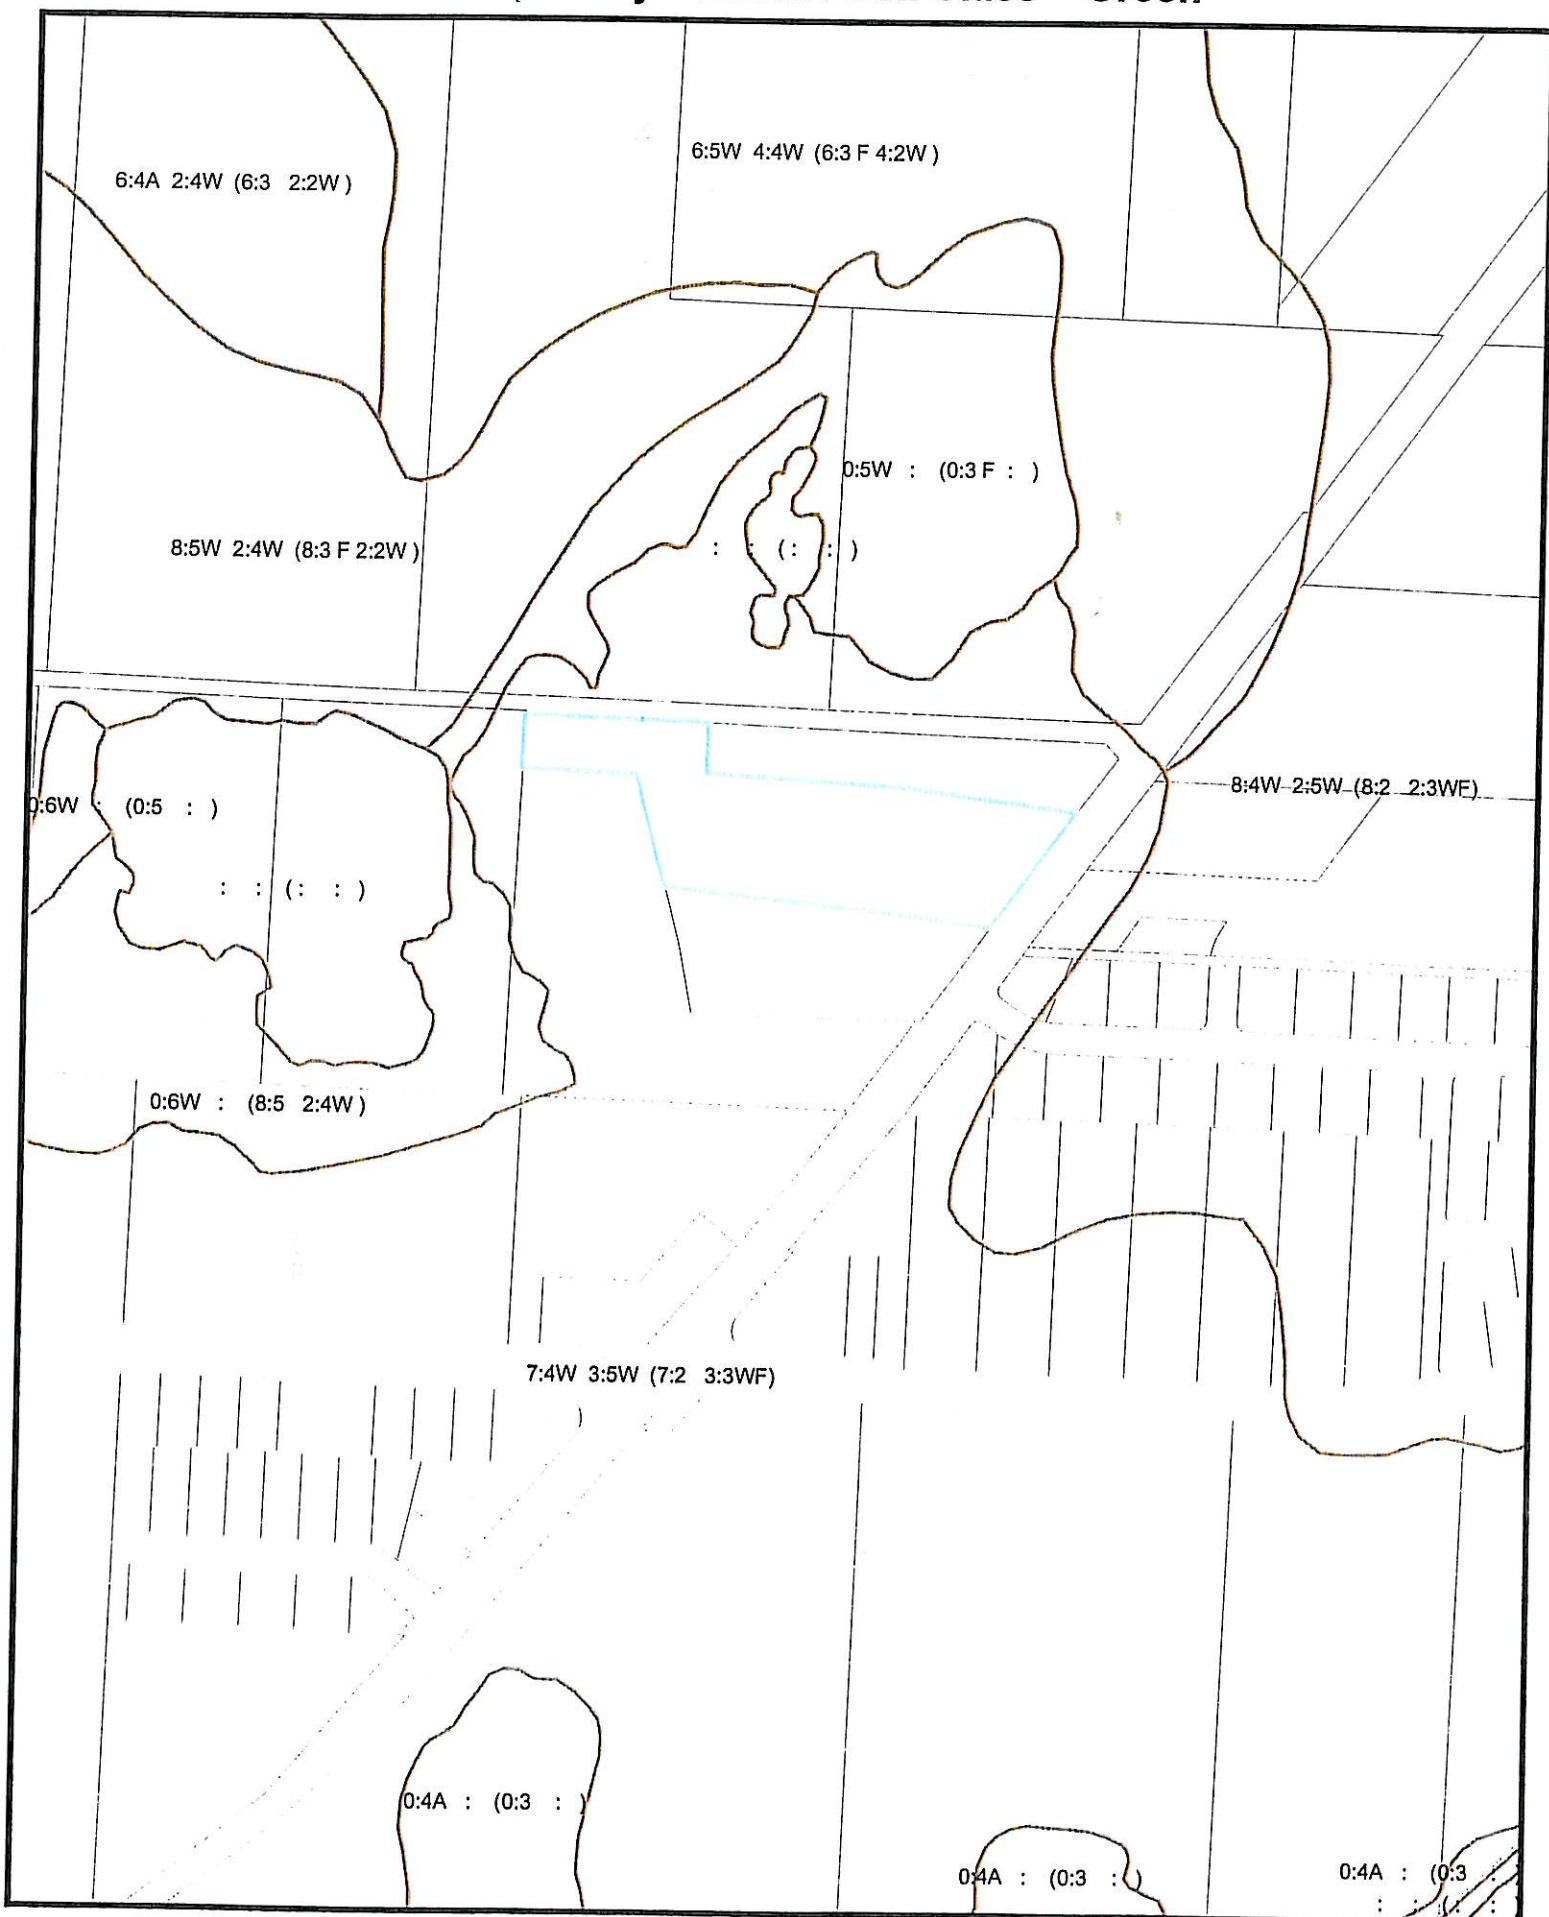 6:5W 4:4W (6:3 F 4:2W )
6:4A 2:4W (6:3 2:2W )
0:5W : (0:3 F : )
8:5W 2:4W (8:3 F 2:2W )
: : (: : )
8:4W 2:5W (8:2 2:3WF)
0:6W : (0:5 : )
: : (: : )
0:6W : (8:5 2:4W )
7:4W 3:5W (7:2 3:3WF)
0:4A : (0:3 : )
0:4A : (0:3 : )
0:4A : (0:3 :
: : (: :